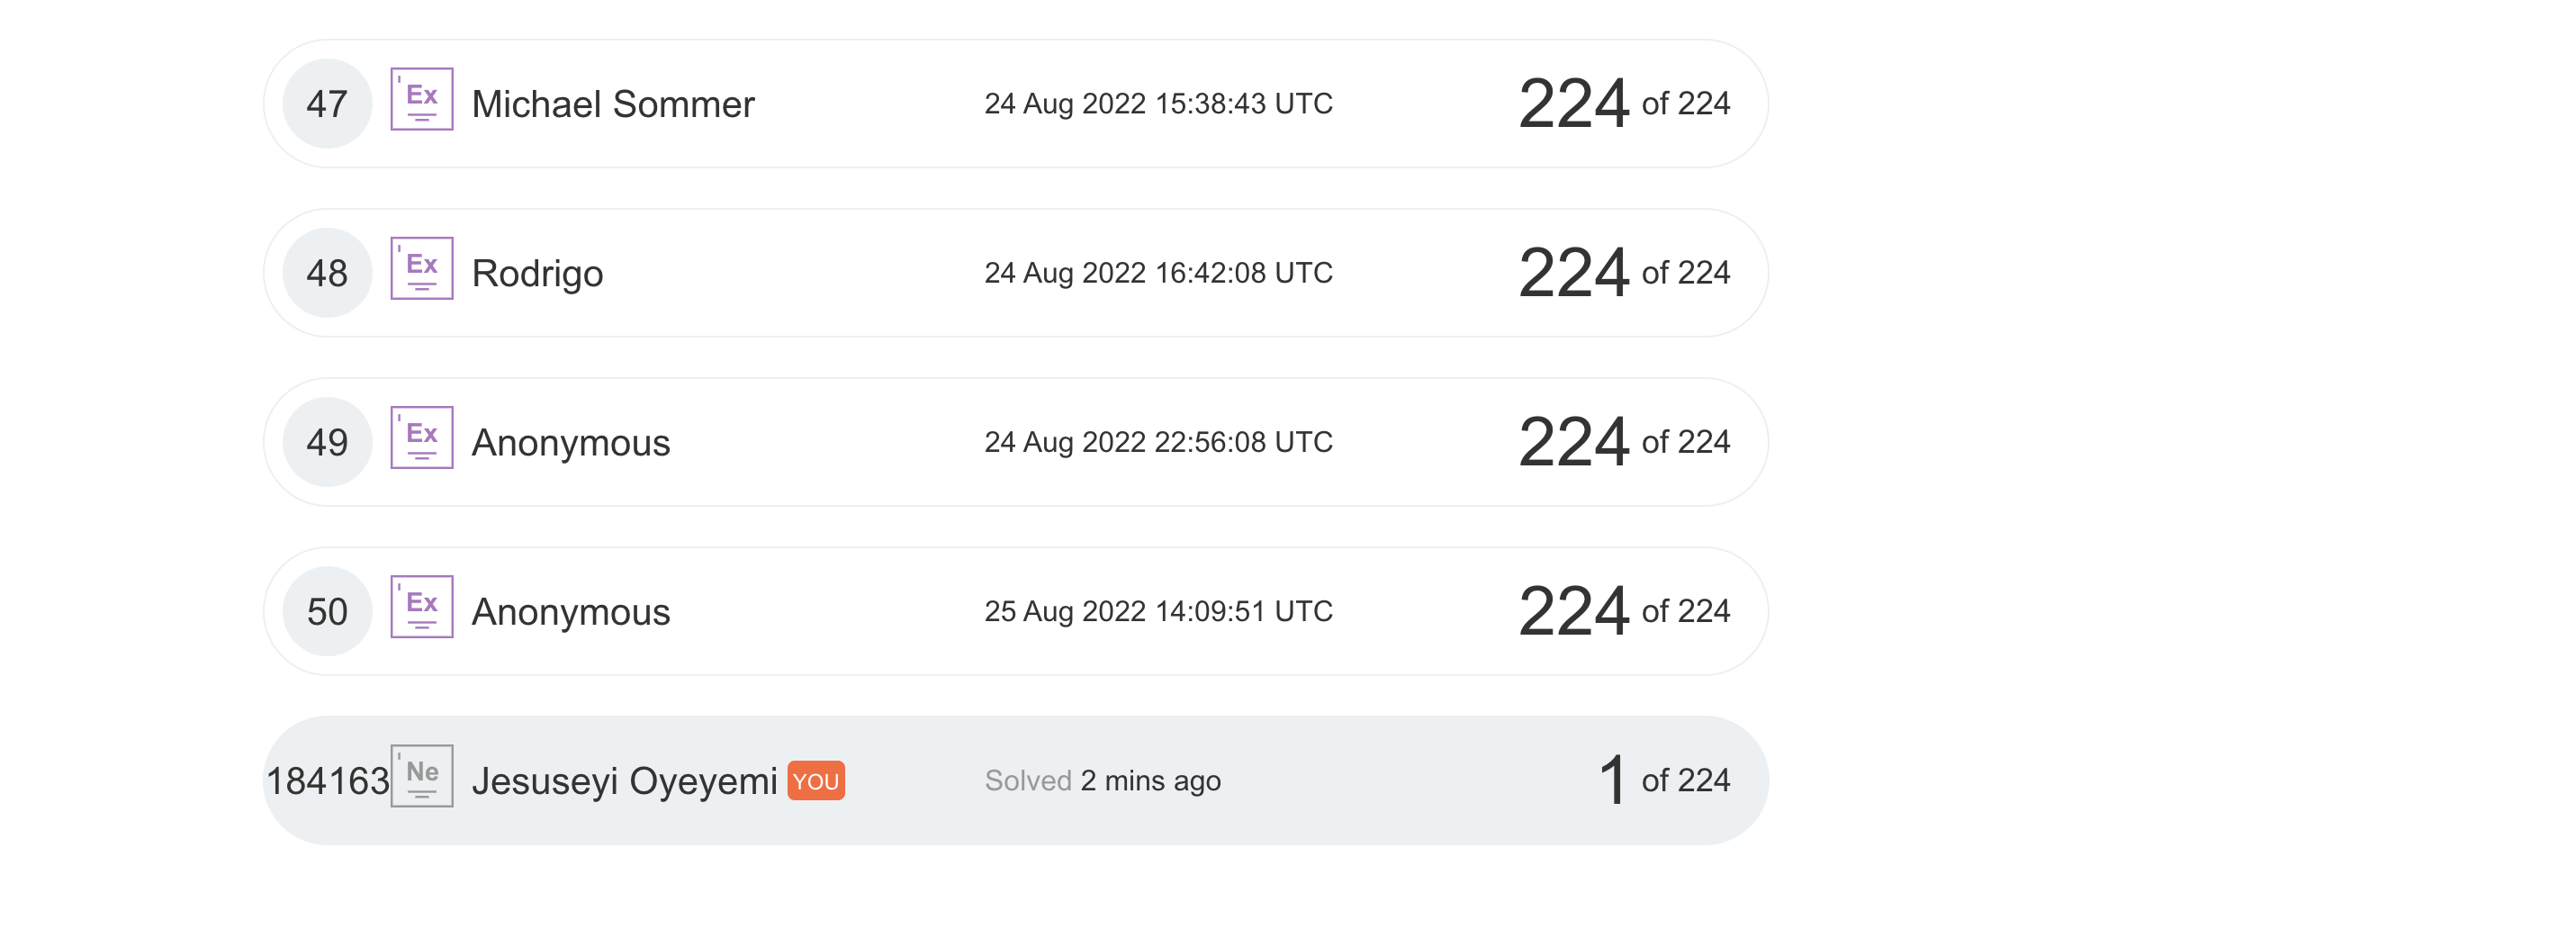 47 Ex Michael Sommer 24 Aug 2022 15:38:43 UTC 224 of 224
48 Ex Rodrigo 24 Aug 2022 16:42:08 UTC 224 of 224
49 Ex Anonymous 24 Aug 2022 22:56:08 UTC 224 of 224
50 Ex Anonymous 25 Aug 2022 14:09:51 UTC 224 of 224
184163 Ne Jesuseyi Oyeyemi YOU Solved 2 mins ago 1 of 224